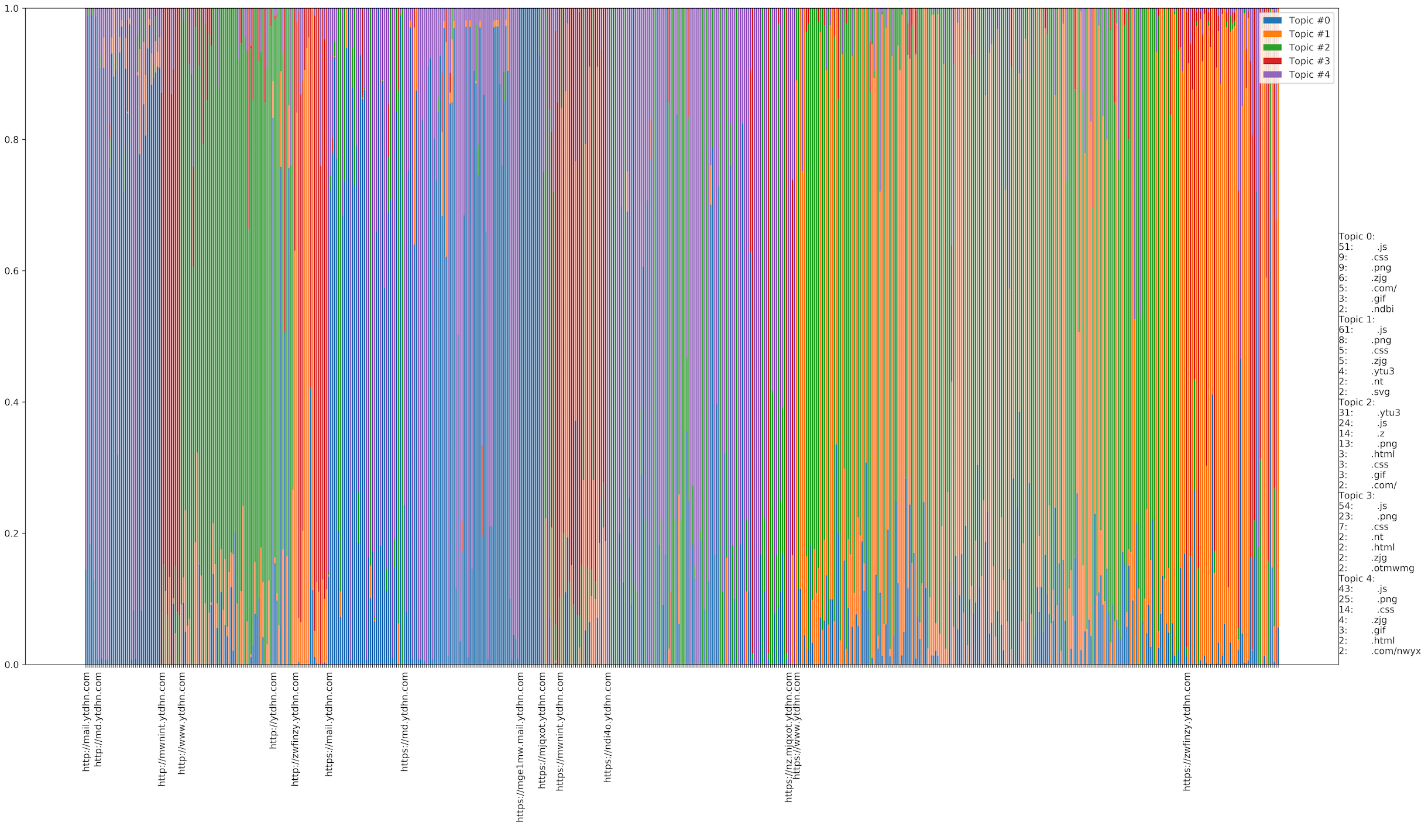 1.0
0.8
0.6
0.4
0.2
0.0
Topic #0
Topic #1
Topic #2
Topic #3
Topic #4
Topic 0:
51: .js
9: .css
9: .png
6: .zjg
5: .com/
3: .gif
2: .ndbi
Topic 1:
61: .js
8: .png
5: .css
5: .zjg
4: .ytu3
2: .nt
2: .svg
Topic 2:
31: .ytu3
24: .js
14: .z
13: .png
3: .html
3: .css
3: .gif
2: .com/
Topic 3:
54: .js
23: .png
7: .css
2: .nt
2: .html
2: .zjg
2: .otmwmg
Topic 4:
43: .js
25: .png
14: .css
4: .zjg
3: .gif
2: .html
2: .com/nwyx
http://mail.ytdhn.com
http://md.ytdhn.com
http://mwnint.ytdhn.com
http://www.ytdhn.com
http://ytdhn.com
http://zwfinzy.ytdhn.com
https://mail.ytdhn.com
https://md.ytdhn.com
https://mge1mw.mail.ytdhn.com
https://mjqxot.ytdhn.com
https://mwnint.ytdhn.com
https://ndi4o.ytdhn.com
https://nz.mjqxot.ytdhn.com
https://www.ytdhn.com
https://zwfinzy.ytdhn.com